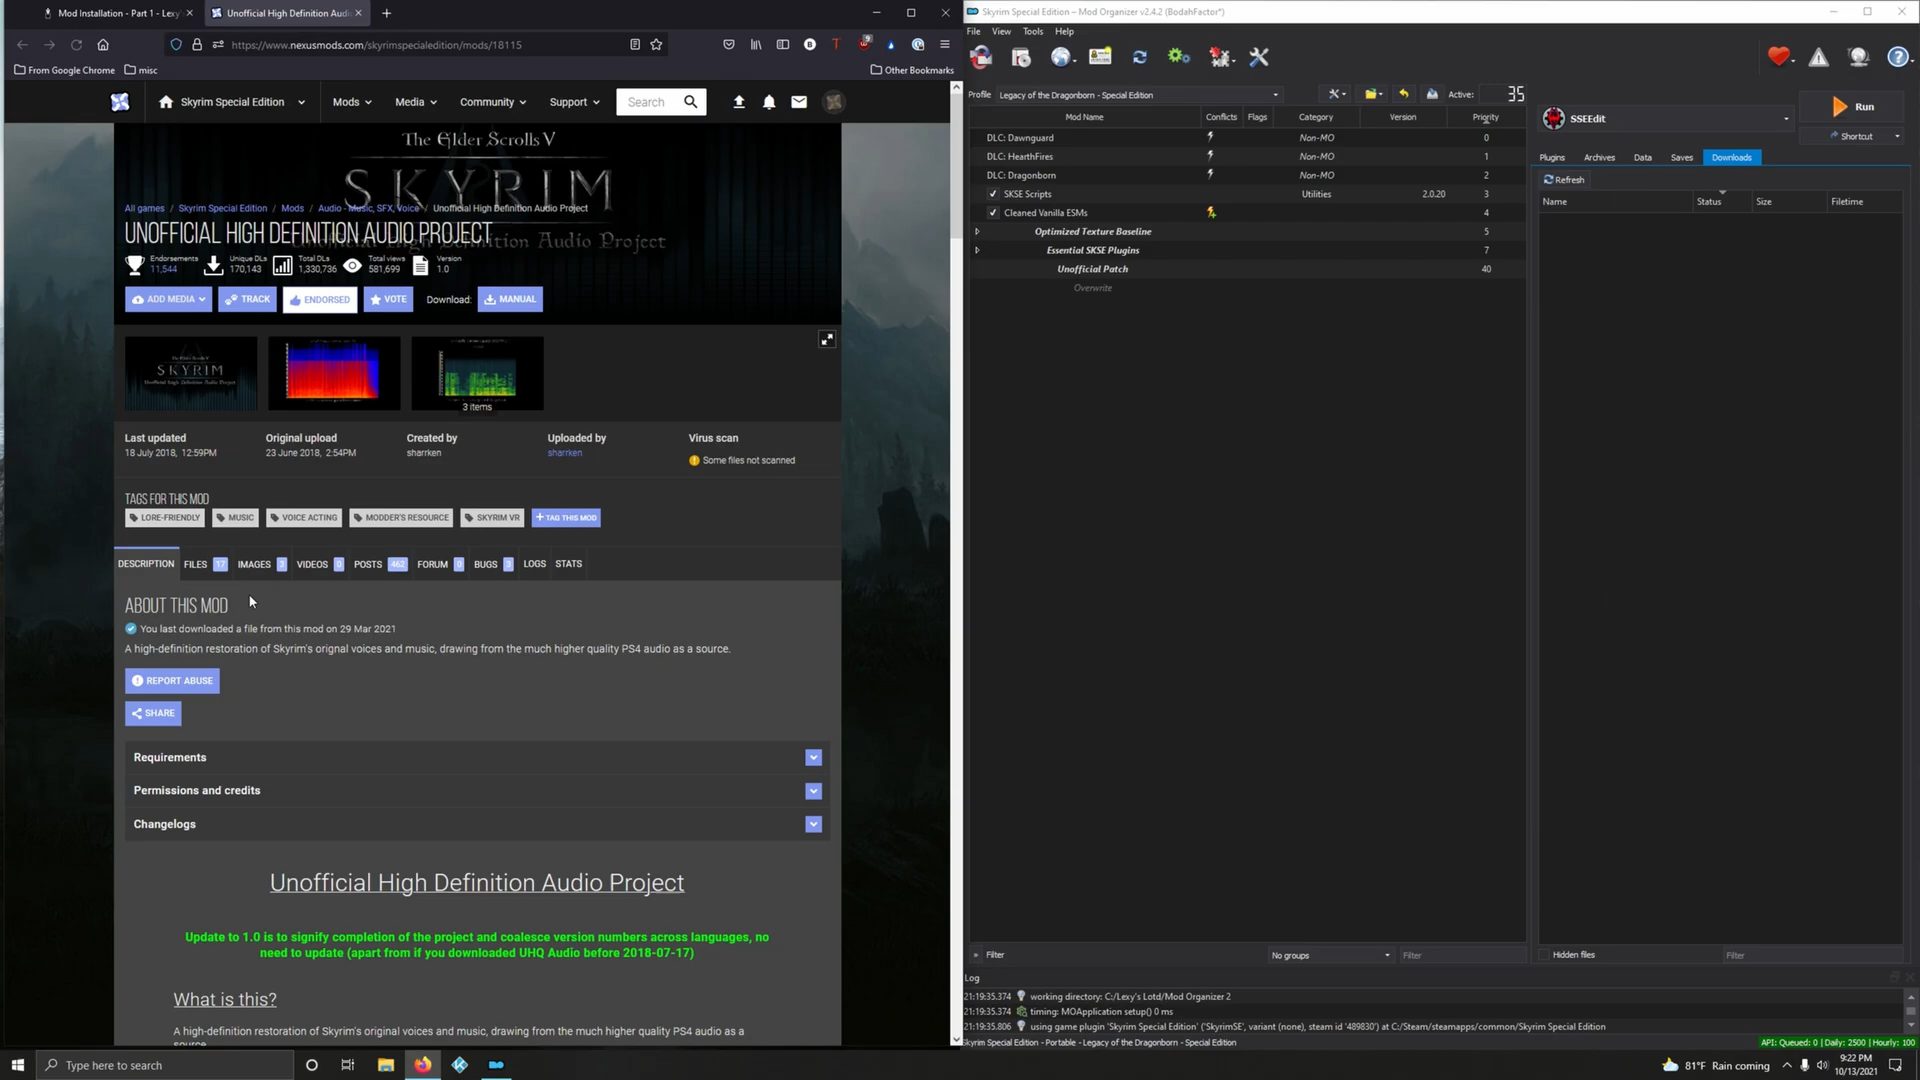 Mod Installation - Part 1 - Lexy'
Unofficial High Definition Audi
https://www.nexusmods.com/skyrimspecialedition/mods/18115
From Google Chrome
misc
Other Bookmarks
Skyrim Special Edition
Mods
Media
Community
Support
Search
The Elder Scrolls V
SKYRIM
All games / Skyrim Special Edition / Mods / Audio - Music, SFX, Voice / Unofficial High Definition Audio Project
UNOFFICIAL HIGH DEFINITION AUDIO PROJECT
Endorsements
11,544
Unique DLs
170,143
Total DLs
1,330,736
Total views
581,699
Version
1.0
ADD MEDIA
TRACK
ENDORSED
VOTE
Download:
MANUAL
3 items
Last updated
18 July 2018, 12:59PM
Original upload
23 June 2018, 2:54PM
Created by
sharrken
Uploaded by
sharrken
Virus scan
Some files not scanned
TAGS FOR THIS MOD
LORE-FRIENDLY
MUSIC
VOICE ACTING
MODDER'S RESOURCE
SKYRIM VR
+ TAG THIS MOD
DESCRIPTION
FILES 17
IMAGES 3
VIDEOS 0
POSTS 462
FORUM 0
BUGS 3
LOGS
STATS
ABOUT THIS MOD
You last downloaded a file from this mod on 29 Mar 2021
A high-definition restoration of Skyrim's orignal voices and music, drawing from the much higher quality PS4 audio as a source.
REPORT ABUSE
SHARE
Requirements
Permissions and credits
Changelogs
Unofficial High Definition Audio Project
Update to 1.0 is to signify completion of the project and coalesce version numbers across languages, no
need to update (apart from if you downloaded UHQ Audio before 2018-07-17)
What is this?
A high-definition restoration of Skyrim's original voices and music, drawing from the much higher quality PS4 audio as a
source.
Skyrim Special Edition – Mod Organizer v2.4.2 (BodahFactor*)
File View Tools Help
Profile Legacy of the Dragonborn - Special Edition
Active: 35
Mod Name Conflicts Flags Category Version Priority
DLC: Dawnguard Non-MO 0
DLC: HearthFires Non-MO 1
DLC: Dragonborn Non-MO 2
SKSE Scripts Utilities 2.0.20 3
Cleaned Vanilla ESMs 4
Optimized Texture Baseline 5
Essential SKSE Plugins 7
Unofficial Patch 40
Overwrite
SSEEdit
Run
Shortcut
Plugins Archives Data Saves Downloads
Refresh
Name Status Size Filetime
» Filter
No groups
Filter
Hidden files
Filter
Log
21:19:35.374 working directory: C:/Lexy's Lotd/Mod Organizer 2
21:19:35.374 timing: MOApplication setup() 0 ms
21:19:35.806 using game plugin 'Skyrim Special Edition' ('SkyrimSE', variant (none), steam id '489830') at C:/Steam/steamapps/common/Skyrim Special Edition
Skyrim Special Edition - Portable - Legacy of the Dragonborn - Special Edition
API: Queued: 0 | Daily: 2500 | Hourly: 100
Type here to search
81°F Rain coming
9:22 PM
10/13/2021